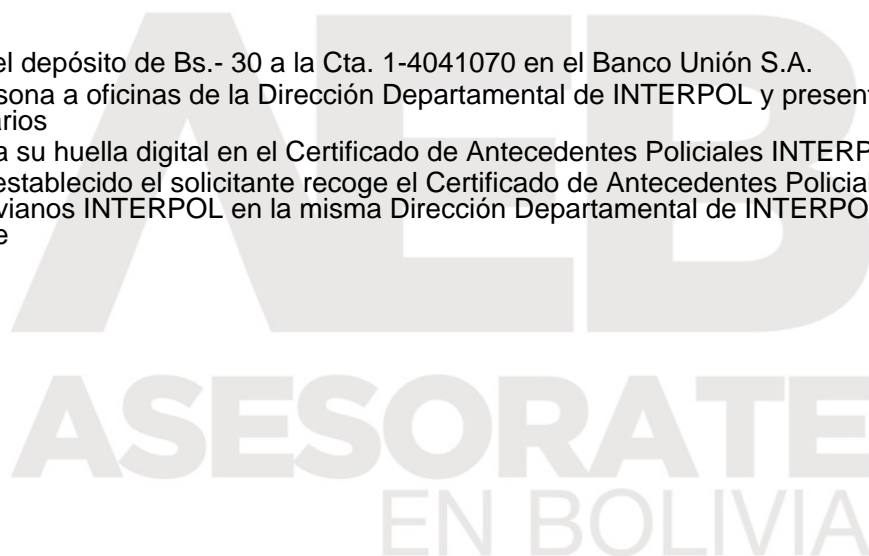 el depósito de Bs.- 30 a la Cta. 1-4041070 en el Banco Unión S.A.
sona a oficinas de la Dirección Departamental de INTERPOL y present
rios
a su huella digital en el Certificado de Antecedentes Policiales INTERP
establecido el solicitante recoge el Certificado de Antecedentes Policial
vianos INTERPOL en la misma Dirección Departamental de INTERPO
e
AEB
ASESORATE
EN BOLIVIA